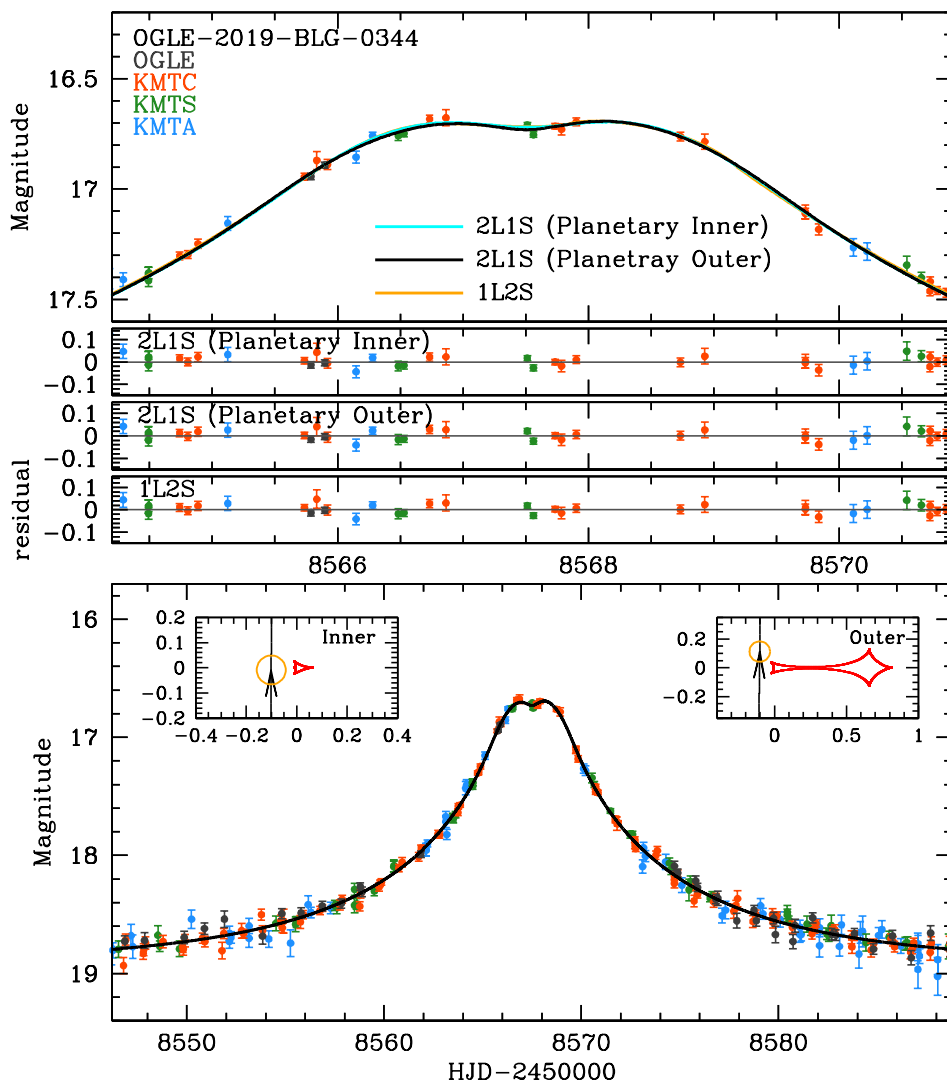 OGLE-2019-BLG-0344
OGLE
KMTC
KMTS
KMTA
16.5
17
17.5
Magnitude
2L1S (Planetary Inner)
2L1S (Planetray Outer)
1L2S
2L1S (Planetary Inner)
0.1
0
-0.1
2L1S (Planetary Outer)
0.1
0
-0.1
1L2S
0.1
0
-0.1
residual
8566 8568 8570
16
17
18
19
Magnitude
Inner
0.2
0.1
0
-0.1
-0.2
-0.4 -0.2 0 0.2 0.4
Outer
0.2
0
-0.2
0 0.5 1
8550 8560 8570 8580
HJD-2450000